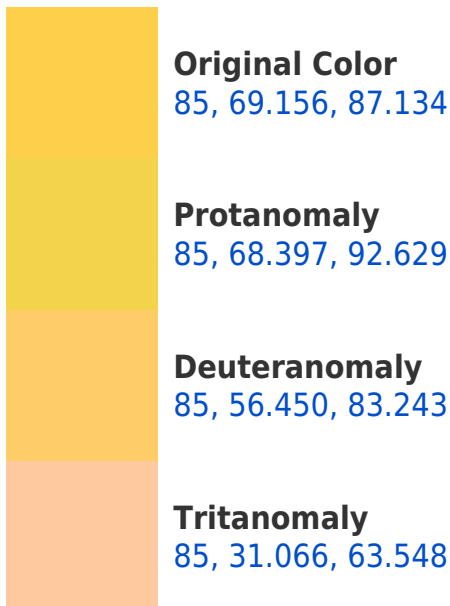 Original Color
85, 69.156, 87.134
Protanomaly
85, 68.397, 92.629
Deuteranomaly
85, 56.450, 83.243
Tritanomaly
85, 31.066, 63.548